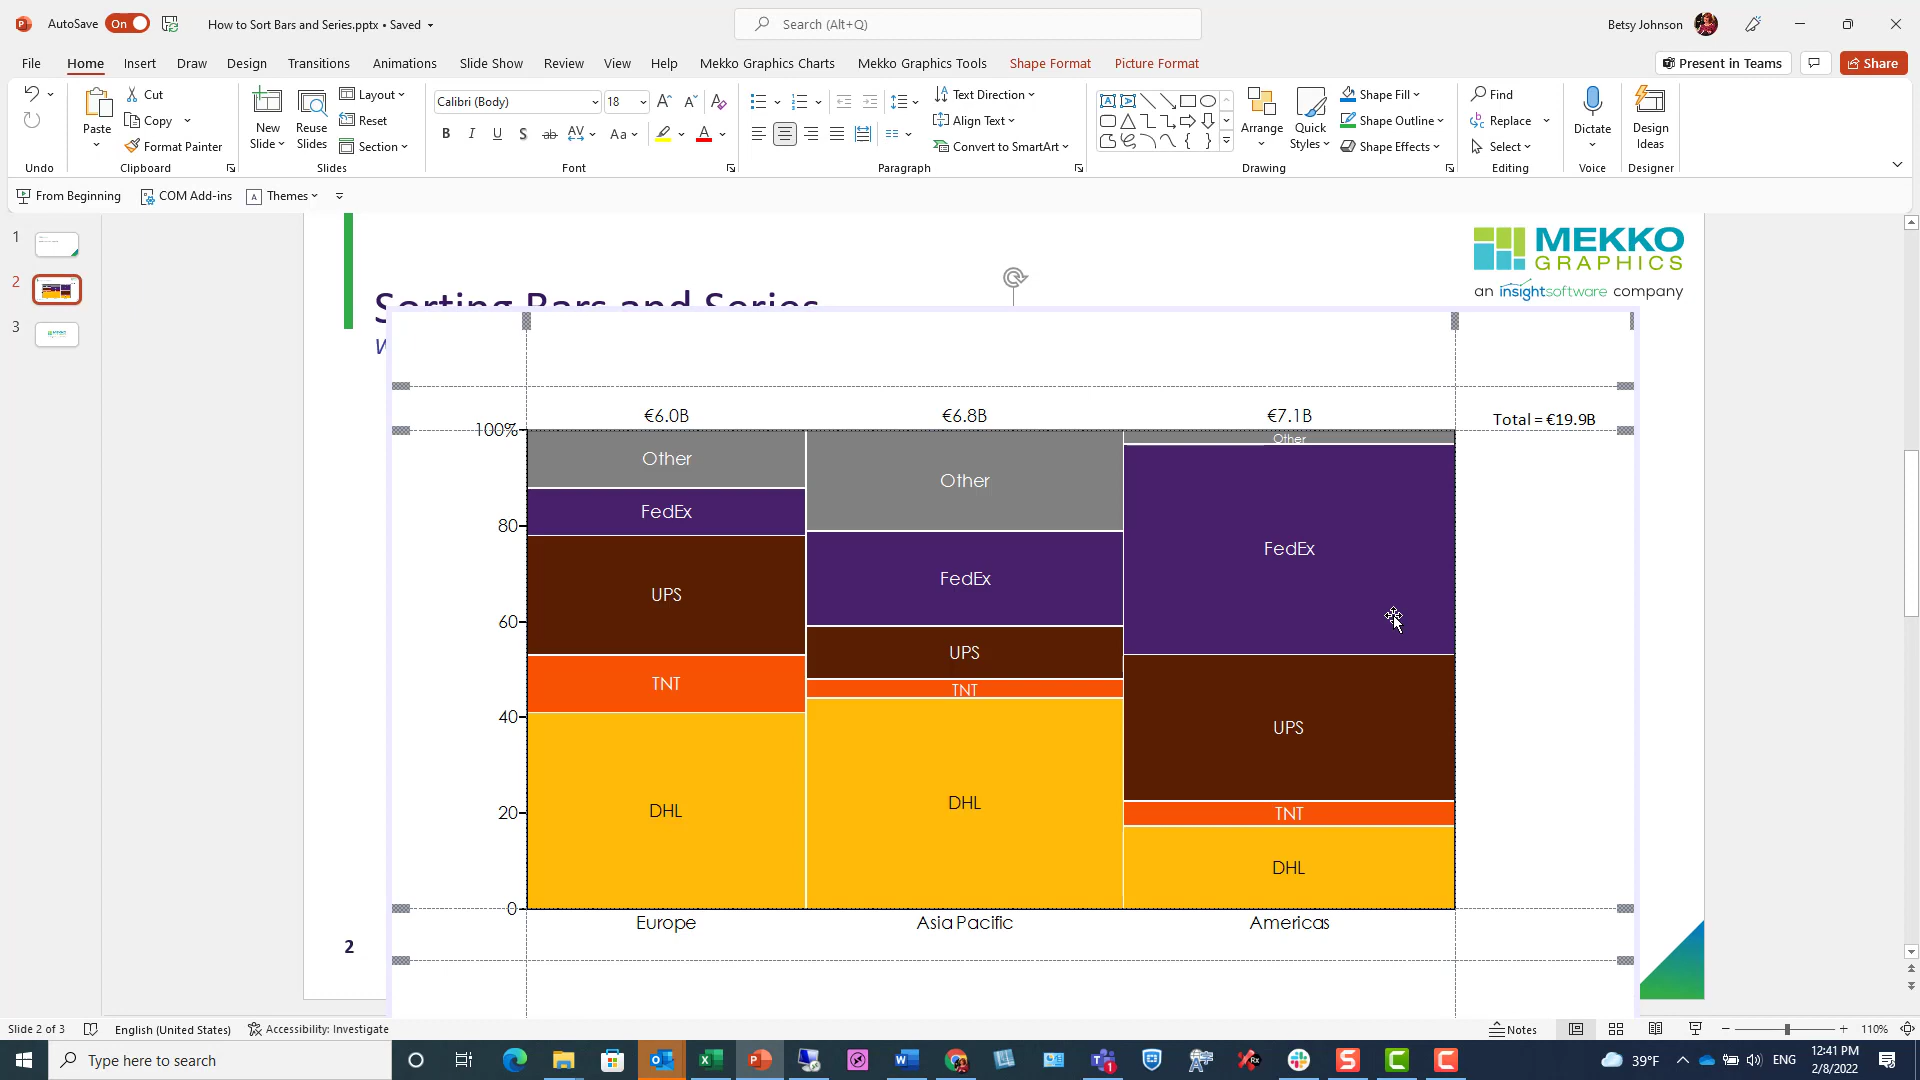 AutoSave On How to Sort Bars and Series.pptx • Saved Search (Alt+Q) Betsy Johnson
File Home Insert Draw Design Transitions Animations Slide Show Review View Help Mekko Graphics Charts Mekko Graphics Tools Shape Format Picture Format Present in Teams Share
Cut Layout Calibri (Body) 18 Text Direction Shape Fill Find
Paste Copy New Slide Reuse Slides Reset Align Text Arrange Quick Styles Shape Outline Replace Dictate Design Ideas
Format Painter Section Convert to SmartArt Shape Effects Select
Undo Clipboard Slides Font Paragraph Drawing Editing Voice Designer
From Beginning COM Add-ins Themes
1
2
3
MEKKO
GRAPHICS
an insightsoftware company
Sorting Bars and Series
€6.0B €6.8B €7.1B Total = €19.9B
100%
80
60
40
20
0
Other
FedEx
UPS
TNT
DHL
Europe
Other
FedEx
UPS
TNT
DHL
Asia Pacific
Other
FedEx
UPS
TNT
DHL
Americas
2
Slide 2 of 3 English (United States) Accessibility: Investigate Notes 110%
Type here to search 39°F ENG 12:41 PM
2/8/2022